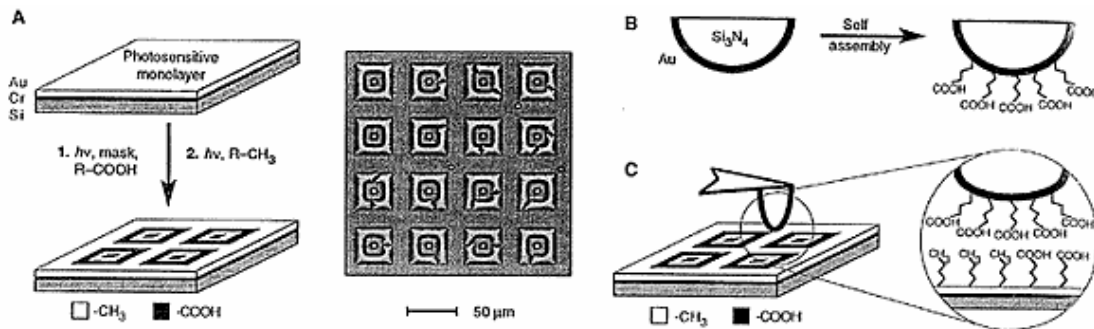 A
Photosensitive
monolayer
Au
Cr
Si
1. hν, mask,
R–COOH
2. hν, R–CH₃
-CH₃
-COOH
50 μm
B
Si₃N₄
Au
Self
assembly
COOH
COOH
COOH
COOH
COOH
C
-CH₃
-COOH
COOH
COOH
COOH
COOH
COOH
CH₃
CH₃
CH₃
COOH
COOH